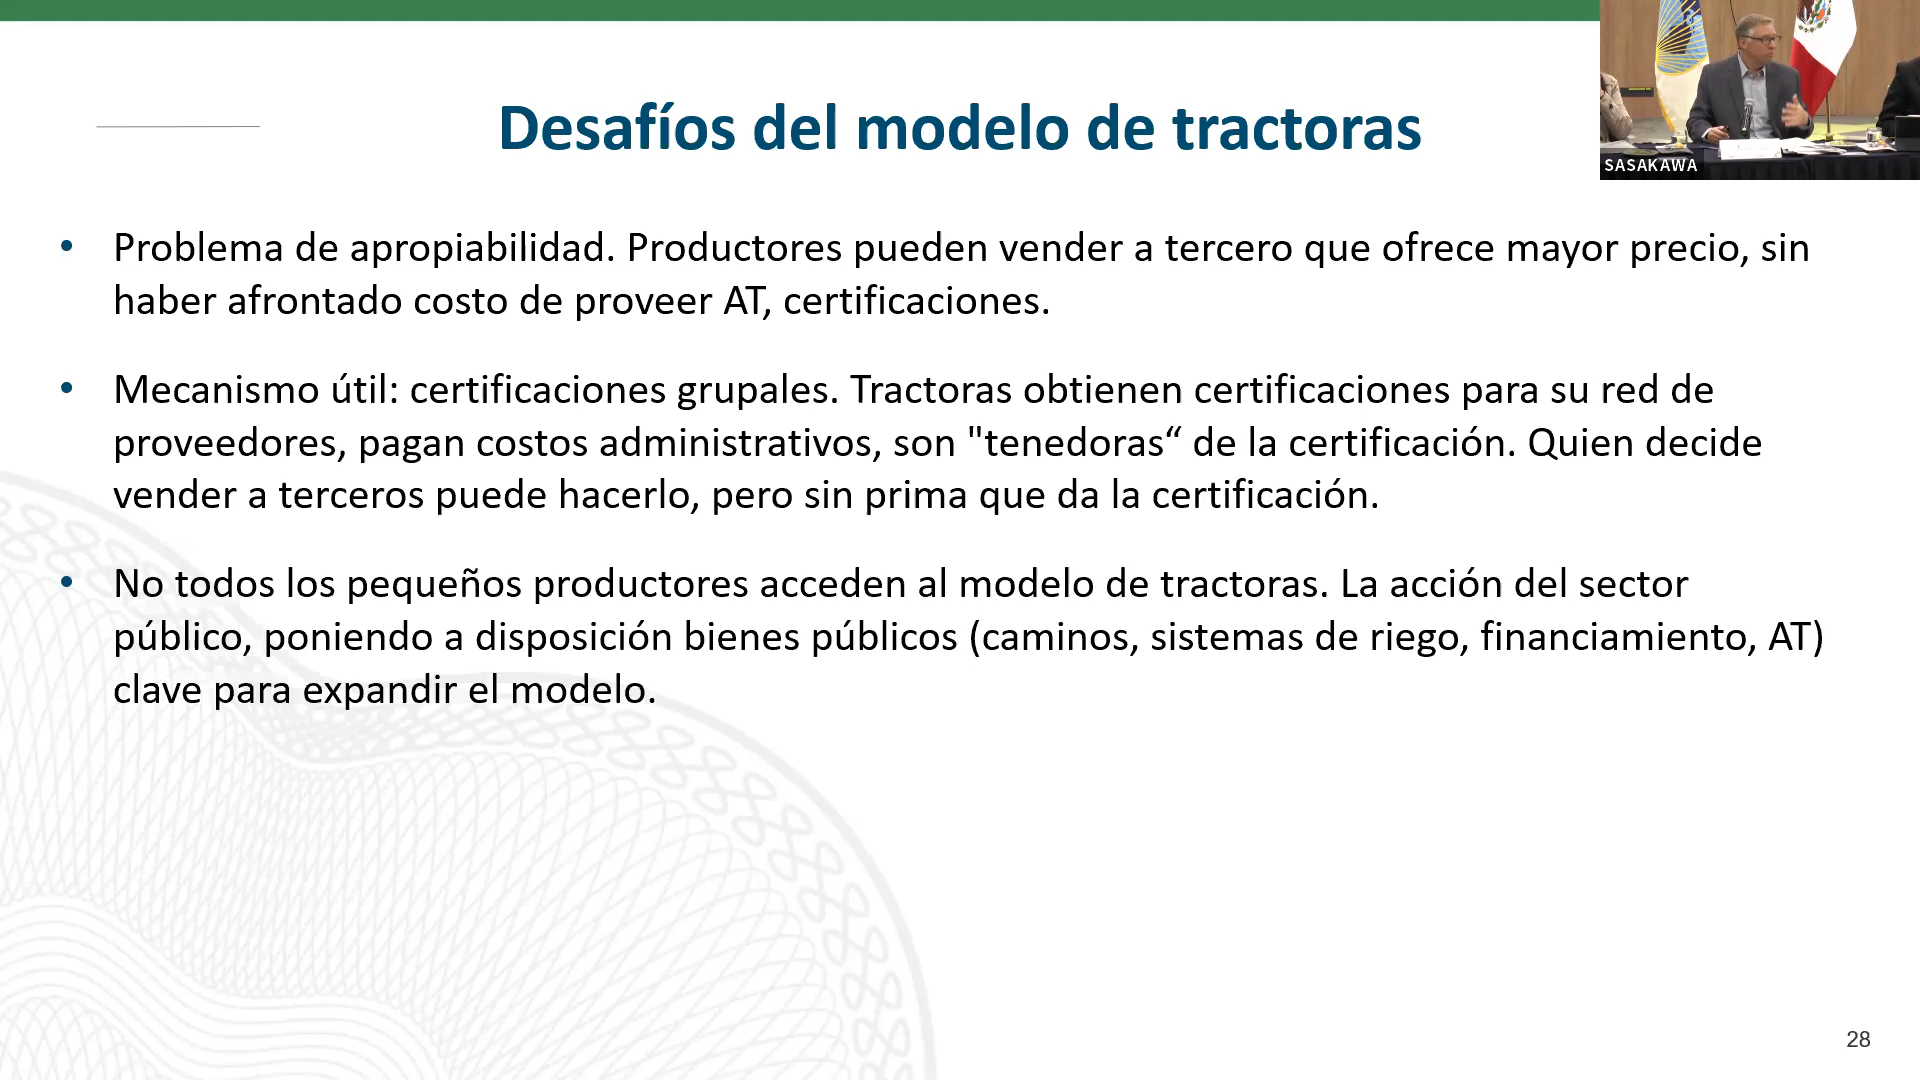 Desafíos del modelo de tractoras
SASAKAWA
• Problema de apropiabilidad. Productores pueden vender a tercero que ofrece mayor precio, sin
haber afrontado costo de proveer AT, certificaciones.
• Mecanismo útil: certificaciones grupales. Tractoras obtienen certificaciones para su red de
proveedores, pagan costos administrativos, son "tenedoras“ de la certificación. Quien decide
vender a terceros puede hacerlo, pero sin prima que da la certificación.
• No todos los pequeños productores acceden al modelo de tractoras. La acción del sector
público, poniendo a disposición bienes públicos (caminos, sistemas de riego, financiamiento, AT)
clave para expandir el modelo.
28